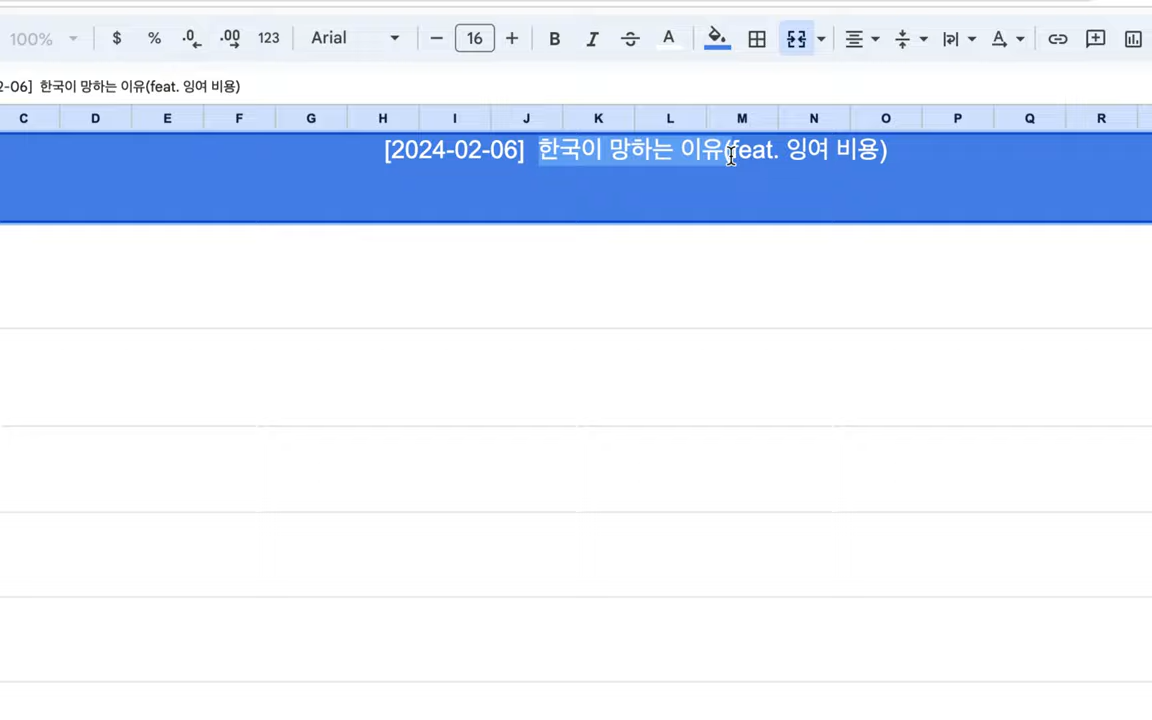 100% $ % .0 .00 123 Arial − 16 + B I A A
2-06] 한국이 망하는 이유(feat. 잉여 비용)
C D E F G H I J K L M N O P Q R
[2024-02-06] 한국이 망하는 이유(feat. 잉여 비용)